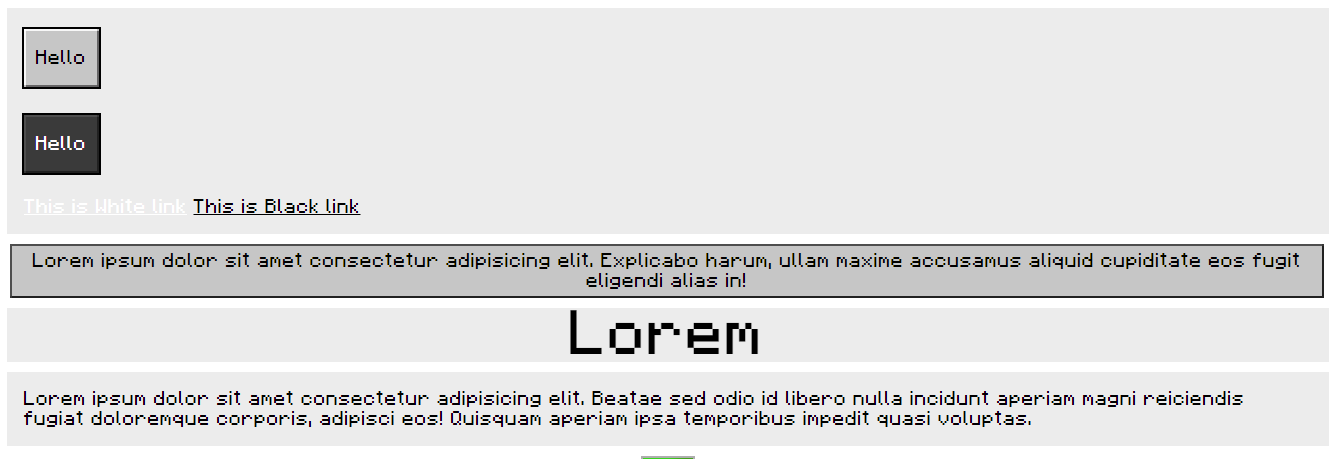 Hello
Hello
This is White link This is Black link
Lorem ipsum dolor sit amet consectetur adipisicing elit. Explicabo harum, ullam maxime accusamus aliquid cupiditate eos fugit
eligendi alias in!
Lorem
Lorem ipsum dolor sit amet consectetur adipisicing elit. Beatae sed odio id libero nulla incidunt aperiam magni reiciendis
fugiat doloremque corporis, adipisci eos! Quisquam aperiam ipsa temporibus impedit quasi voluptas.